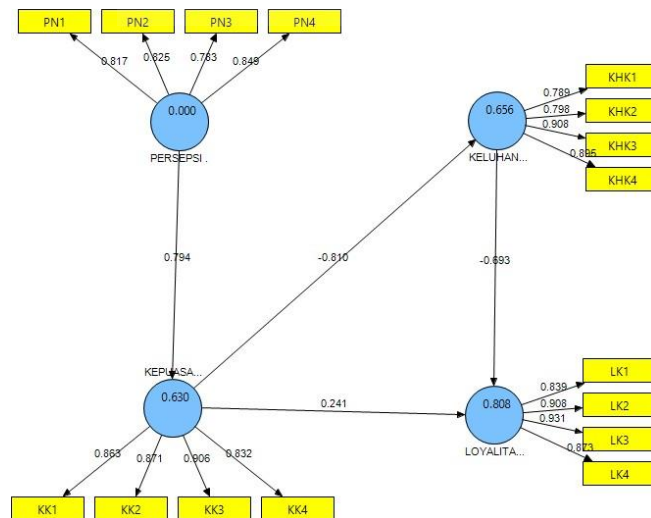 PN1 PN2 PN3 PN4
0.817 0.825 0.783 0.849
0.000
PERSEPSI .
0.794
KHK1
KHK2
KHK3
KHK4
0.789
0.798
0.908
0.895
0.656
KELUHAN...
-0.810
-0.693
KEPUASA...
0.630
0.241
0.808
LOYALITA...
LK1
LK2
LK3
LK4
0.839
0.908
0.931
0.873
0.863 0.871 0.906 0.832
KK1 KK2 KK3 KK4